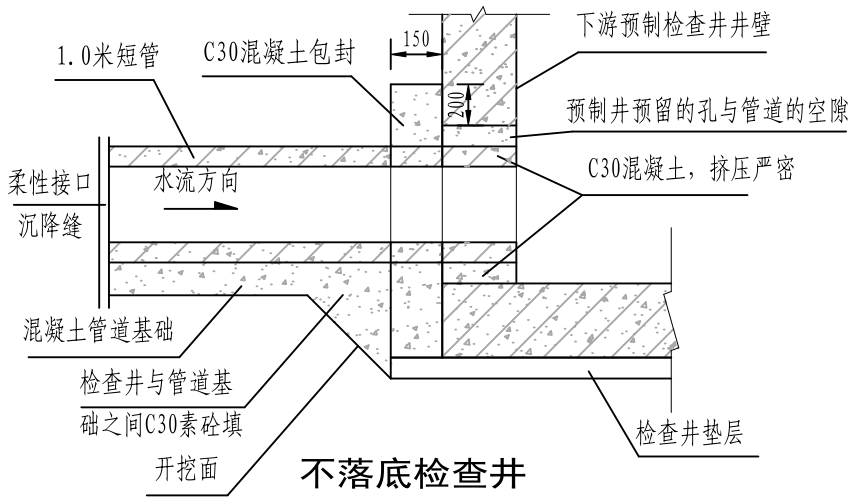 下游预制检查井井壁
150
C30混凝土包封
1.0米短管
200
预制井预留的孔与管道的空隙
C30混凝土，挤压严密
柔性接口
水流方向
沉降缝
混凝土管道基础
检查井与管道基
础之间C30素砼填
检查井垫层
开挖面
不落底检查井